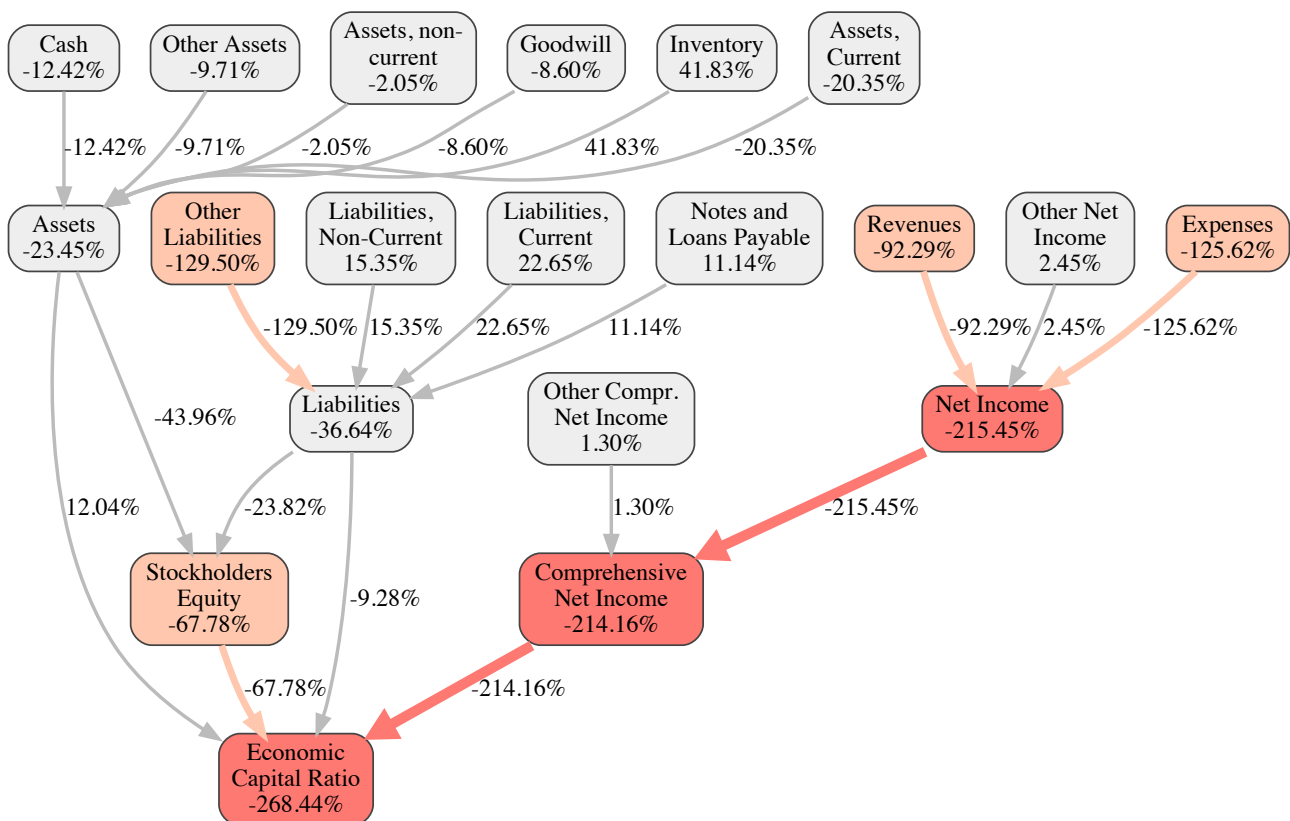 Cash
-12.42%
Other Assets
-9.71%
Assets, non-
current
-2.05%
Goodwill
-8.60%
Inventory
41.83%
Assets,
Current
-20.35%
-12.42%
-9.71%
-2.05%
-8.60%
41.83%
-20.35%
Assets
-23.45%
Other
Liabilities
-129.50%
Liabilities,
Non-Current
15.35%
Liabilities,
Current
22.65%
Notes and
Loans Payable
11.14%
Revenues
-92.29%
Other Net
Income
2.45%
Expenses
-125.62%
-129.50%
15.35%
22.65%
11.14%
-92.29%
2.45%
-125.62%
Liabilities
-36.64%
Other Compr.
Net Income
1.30%
Net Income
-215.45%
-43.96%
12.04%
-23.82%
1.30%
-215.45%
Stockholders
Equity
-67.78%
-9.28%
Comprehensive
Net Income
-214.16%
-67.78%
-214.16%
Economic
Capital Ratio
-268.44%